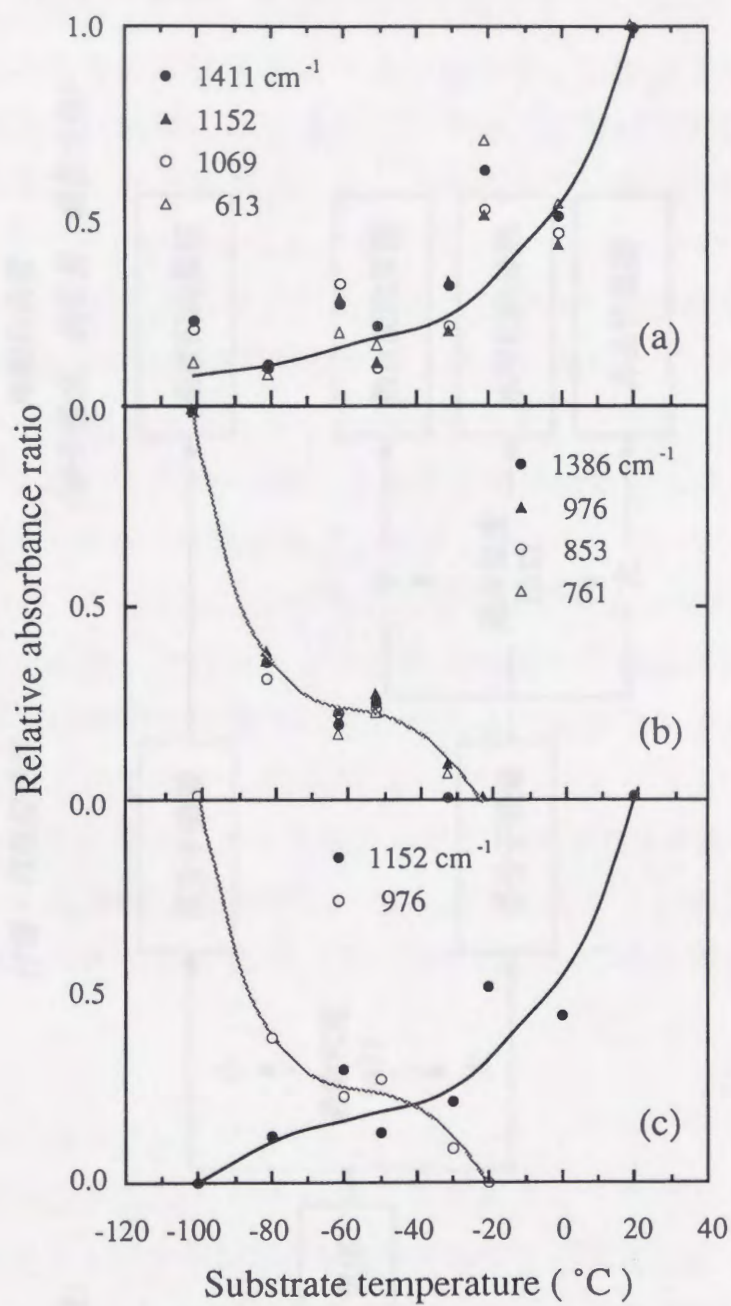 1.0
1411 cm⁻¹
1152
1069
613
0.5
(a)
0.0
1386 cm⁻¹
976
853
761
0.5
(b)
0.0
1152 cm⁻¹
976
0.5
(c)
0.0
-120 -100 -80 -60 -40 -20 0 20 40
Substrate temperature ( °C)
Relative absorbance ratio